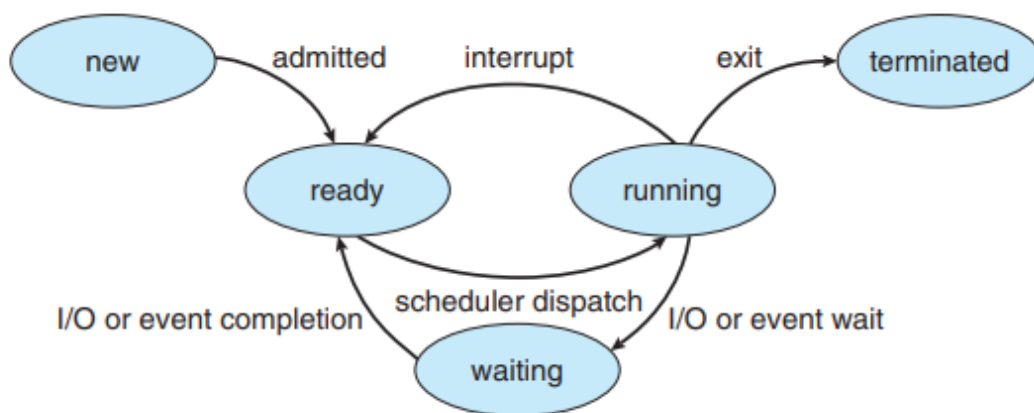 new
admitted
interrupt
exit
terminated
ready
running
scheduler dispatch
I/O or event completion
I/O or event wait
waiting